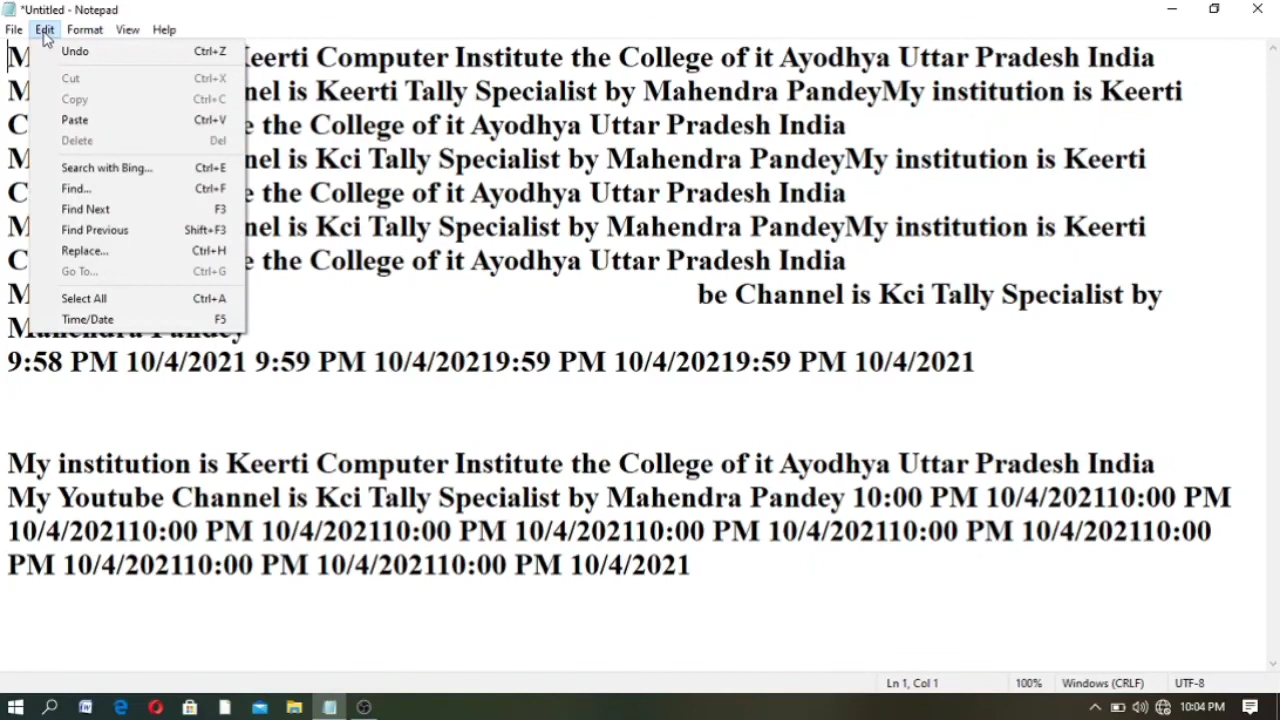 *Untitled - Notepad
File Edit Format View Help
Undo Ctrl+Z
Cut Ctrl+X
Copy Ctrl+C
Paste Ctrl+V
Delete Del
Search with Bing... Ctrl+E
Find... Ctrl+F
Find Next F3
Find Previous Shift+F3
Replace... Ctrl+H
Go To... Ctrl+G
Select All Ctrl+A
Time/Date F5
Keerti Computer Institute the College of it Ayodhya Uttar Pradesh India
is Keerti Tally Specialist by Mahendra PandeyMy institution is Keerti
the College of it Ayodhya Uttar Pradesh India
is Kci Tally Specialist by Mahendra PandeyMy institution is Keerti
the College of it Ayodhya Uttar Pradesh India
is Kci Tally Specialist by Mahendra PandeyMy institution is Keerti
the College of it Ayodhya Uttar Pradesh India
be Channel is Kci Tally Specialist by
Mahendra Pandey
9:58 PM 10/4/2021 9:59 PM 10/4/20219:59 PM 10/4/20219:59 PM 10/4/2021
My institution is Keerti Computer Institute the College of it Ayodhya Uttar Pradesh India
My Youtube Channel is Kci Tally Specialist by Mahendra Pandey 10:00 PM 10/4/202110:00 PM
10/4/202110:00 PM 10/4/202110:00 PM 10/4/202110:00 PM 10/4/202110:00 PM 10/4/202110:00
PM 10/4/202110:00 PM 10/4/202110:00 PM 10/4/2021
Ln 1, Col 1 100% Windows (CRLF) UTF-8
10:04 PM